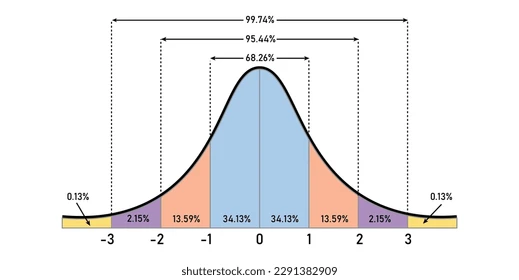 99.74%
95.44%
68.26%
0.13%
0.13%
2.15% 13.59% 34.13% 34.13% 13.59% 2.15%
-3 -2 -1 0 1 2 3
shutterstock.com · 2291382909